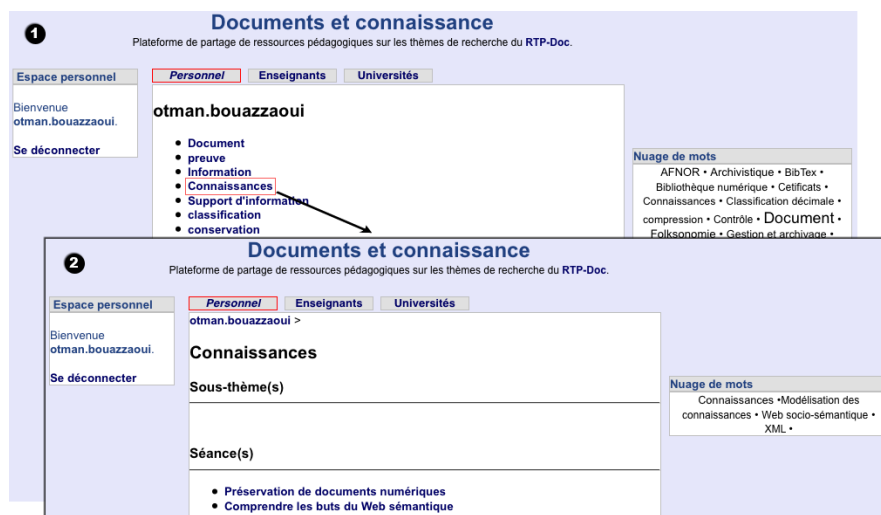 1
Documents et connaissance
Plateforme de partage de ressources pédagogiques sur les thèmes de recherche du RTP-Doc.
Espace personnel
Bienvenue
otman.bouazzaoui.
Se déconnecter
Personnel Enseignants Universités
otman.bouazzaoui
Document
preuve
Information
Connaissances
Support d'information
classification
conservation
Nuage de mots
AFNOR • Archivistique • BibTex •
Bibliothèque numérique • Cetificats •
Connaissances • Classification décimale •
compression • Contrôle • Document •
Folksonomie • Gestion et archivage •
2
Documents et connaissance
Plateforme de partage de ressources pédagogiques sur les thèmes de recherche du RTP-Doc.
Espace personnel
Bienvenue
otman.bouazzaoui.
Se déconnecter
Personnel Enseignants Universités
otman.bouazzaoui >
Connaissances
Sous-thème(s)
Séance(s)
Préservation de documents numériques
Comprendre les buts du Web sémantique
Nuage de mots
Connaissances •Modélisation des
connaissances • Web socio-sémantique •
XML •